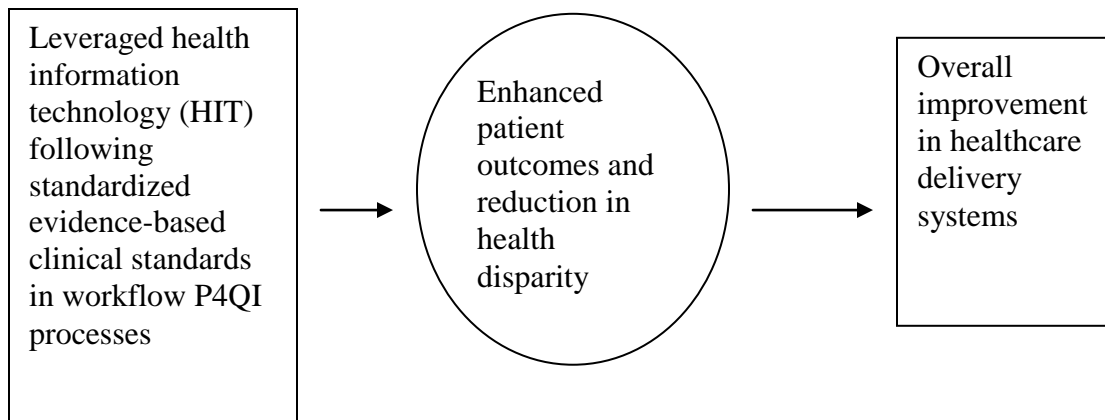 Leveraged health
information
technology (HIT)
following
standardized
evidence-based
clinical standards
in workflow P4QI
processes
Enhanced
patient
outcomes and
reduction in
health
disparity
Overall
improvement
in healthcare
delivery
systems